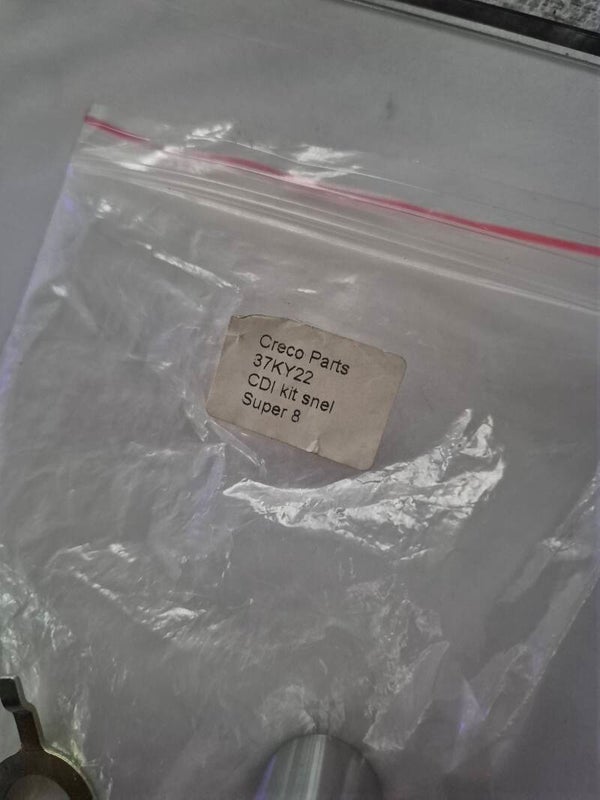 Creco Parts
37KY22
CDI kit snel
Super 8